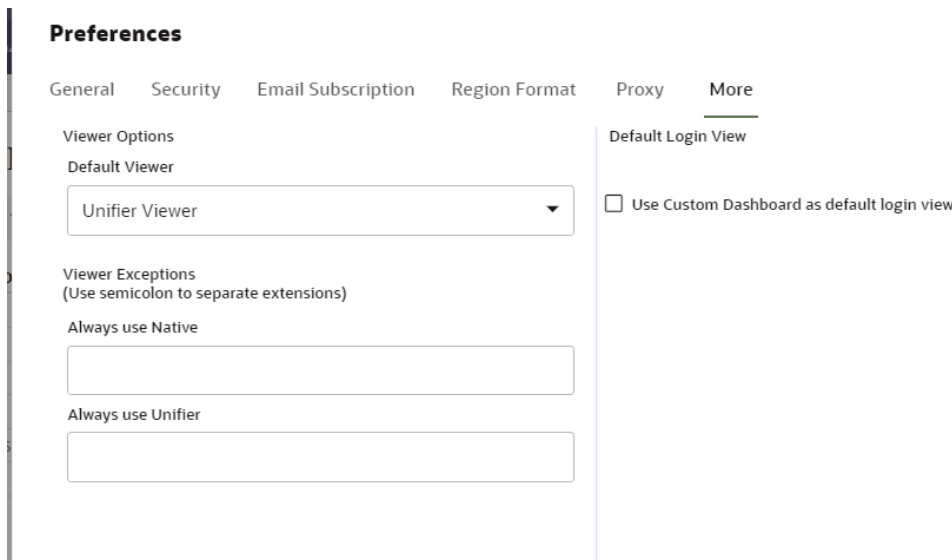 Preferences
General Security Email Subscription Region Format Proxy More
Viewer Options
Default Viewer
Unifier Viewer
Viewer Exceptions
(Use semicolon to separate extensions)
Always use Native
Always use Unifier
Default Login View
Use Custom Dashboard as default login view